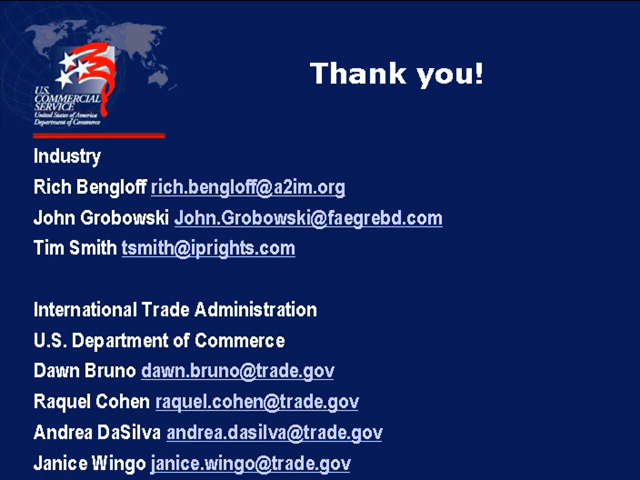 U.S.
COMMERCIAL
SERVICE
United States of America
Department of Commerce
Thank you!
Industry
Rich Bengloff rich.bengloff@a2im.org
John Grobowski John.Grobowski@faegrebd.com
Tim Smith tsmith@iprights.com
International Trade Administration
U.S. Department of Commerce
Dawn Bruno dawn.bruno@trade.gov
Raquel Cohen raquel.cohen@trade.gov
Andrea DaSilva andrea.dasilva@trade.gov
Janice Wingo janice.wingo@trade.gov